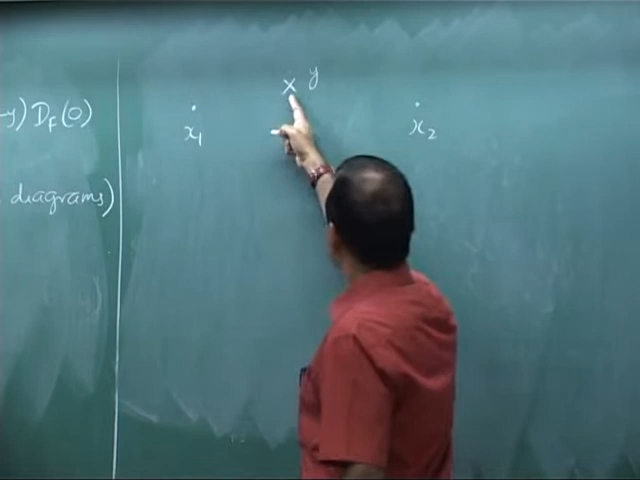 -y) D_F(0)
diagrams)
x y
. .
x₁ x₂